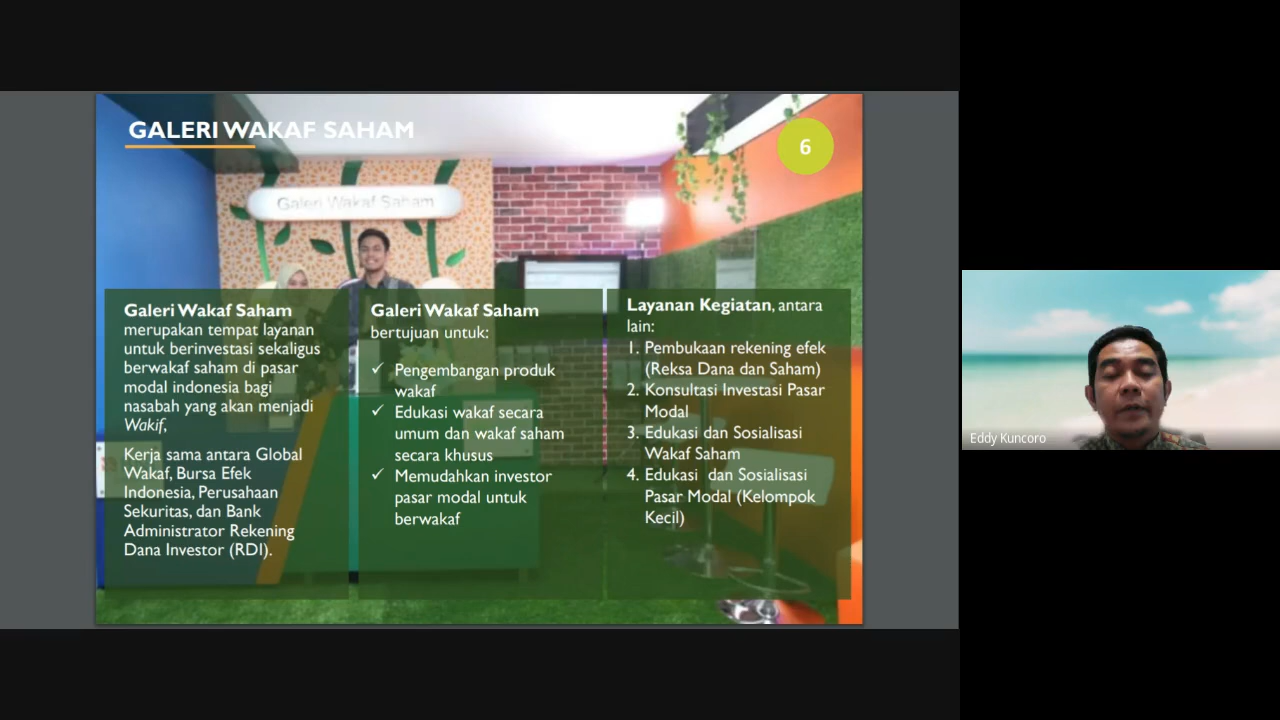 GALERI WAKAF SAHAM
6
Galeri Wakaf Saham
Galeri Wakaf Saham
merupakan tempat layanan
untuk berinvestasi sekaligus
berwakaf saham di pasar
modal indonesia bagi
nasabah yang akan menjadi
Wakif,
Kerja sama antara Global
Wakaf, Bursa Efek
Indonesia, Perusahaan
Sekuritas, dan Bank
Administrator Rekening
Dana Investor (RDI).
Galeri Wakaf Saham
bertujuan untuk:
✓ Pengembangan produk
wakaf
✓ Edukasi wakaf secara
umum dan wakaf saham
secara khusus
✓ Memudahkan investor
pasar modal untuk
berwakaf
Layanan Kegiatan, antara
lain:
1. Pembukaan rekening efek
(Reksa Dana dan Saham)
2. Konsultasi Investasi Pasar
Modal
3. Edukasi dan Sosialisasi
Wakaf Saham
4. Edukasi dan Sosialisasi
Pasar Modal (Kelompok
Kecil)
Eddy Kuncoro